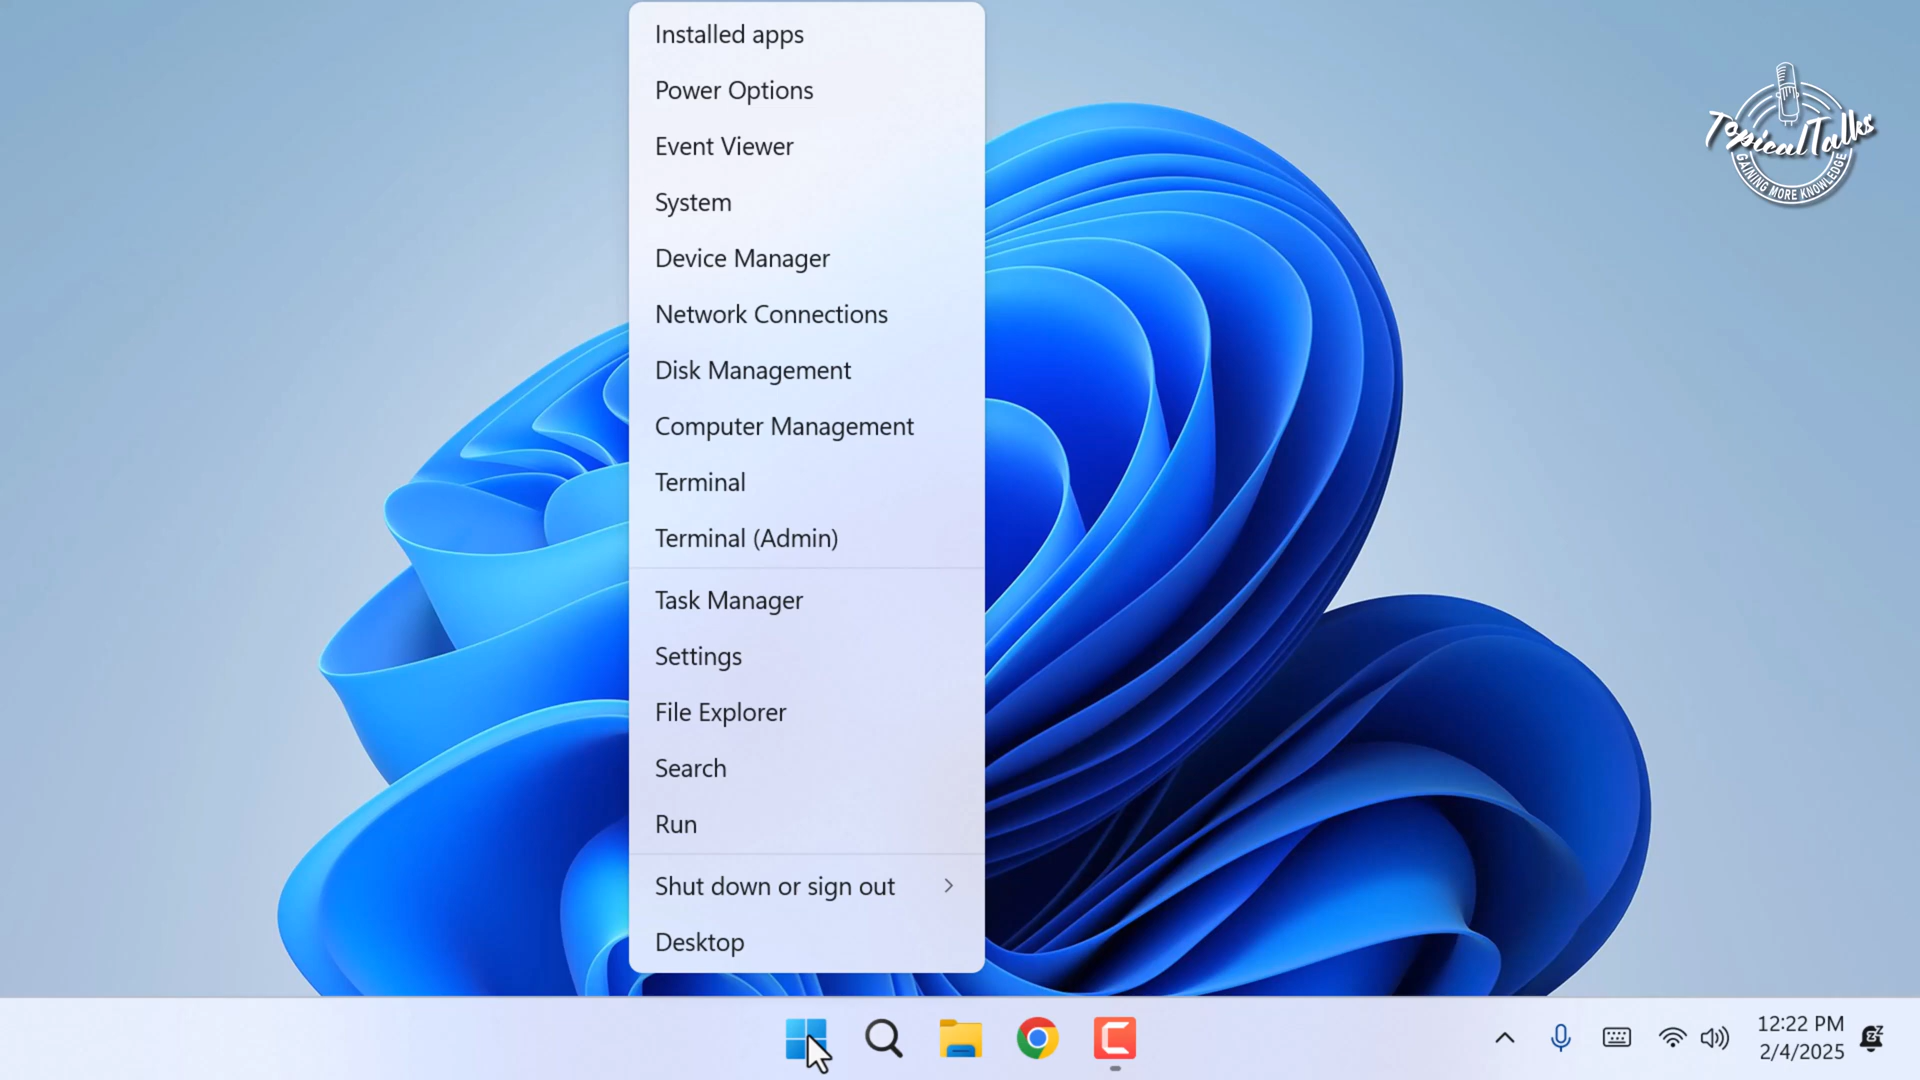 Installed apps
Power Options
Event Viewer
System
Device Manager
Network Connections
Disk Management
Computer Management
Terminal
Terminal (Admin)
Task Manager
Settings
File Explorer
Search
Run
Shut down or sign out
Desktop
TopicalTalks
GAINING MORE KNOWLEDGE
12:22 PM
2/4/2025